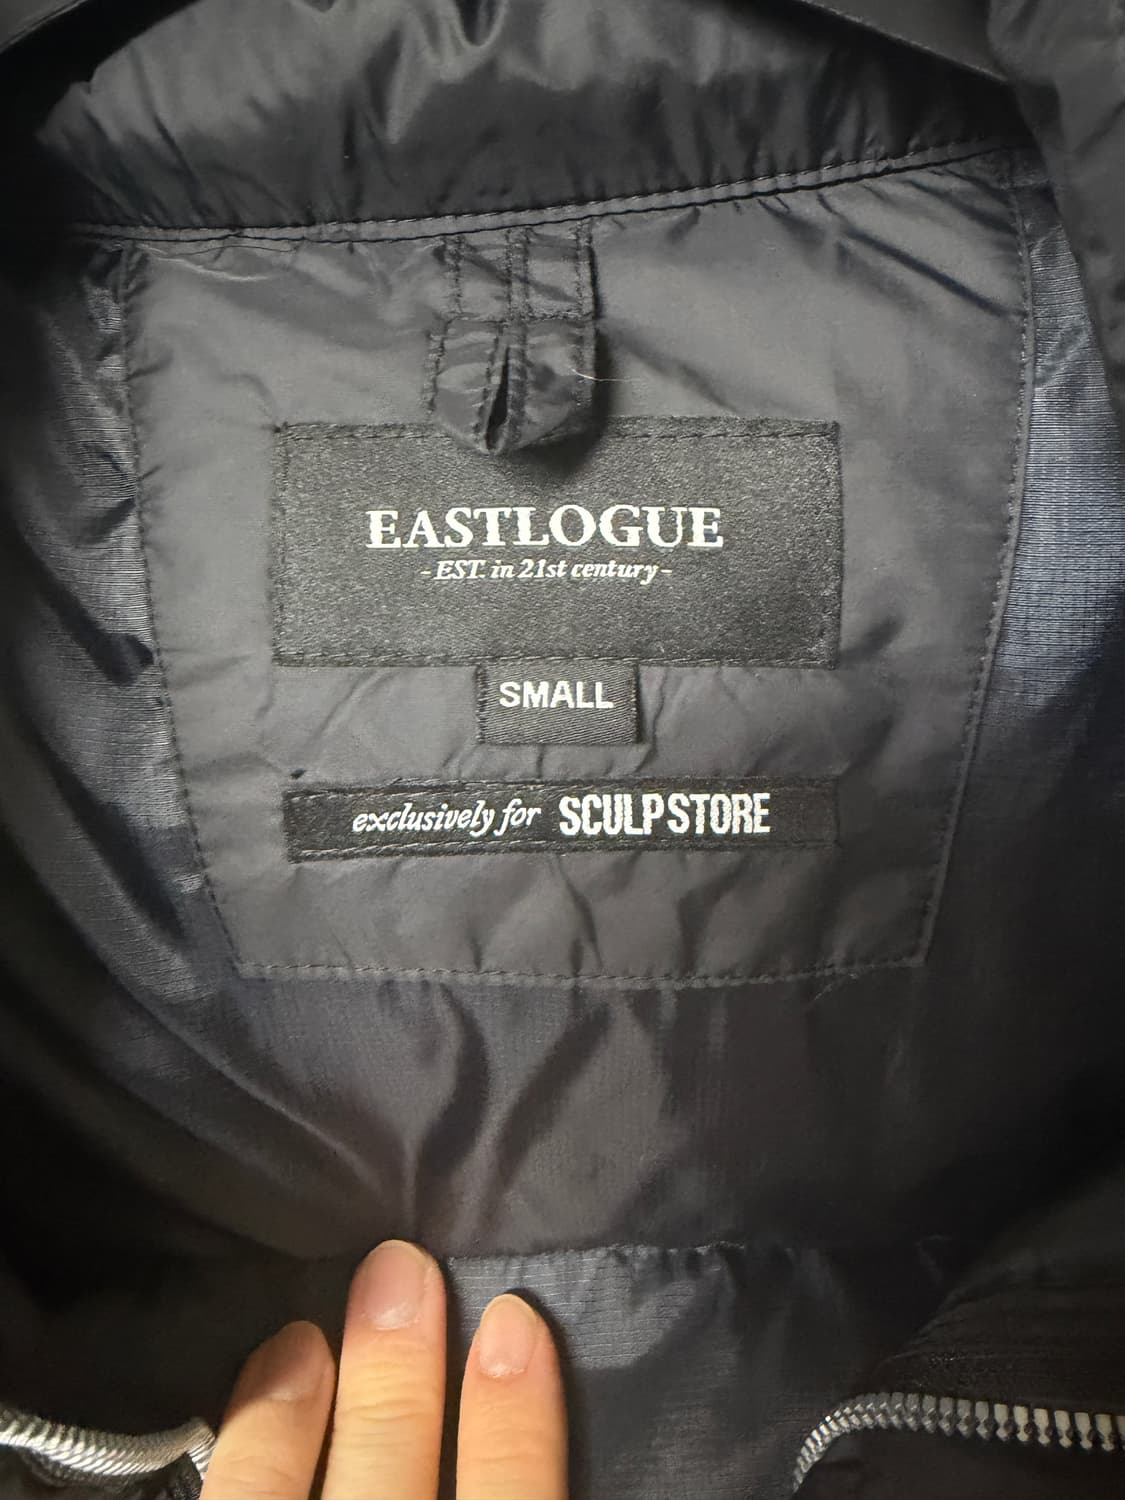 EASTLOGUE
-EST. in 21st century-
SMALL
exclusively for SCULPSTORE